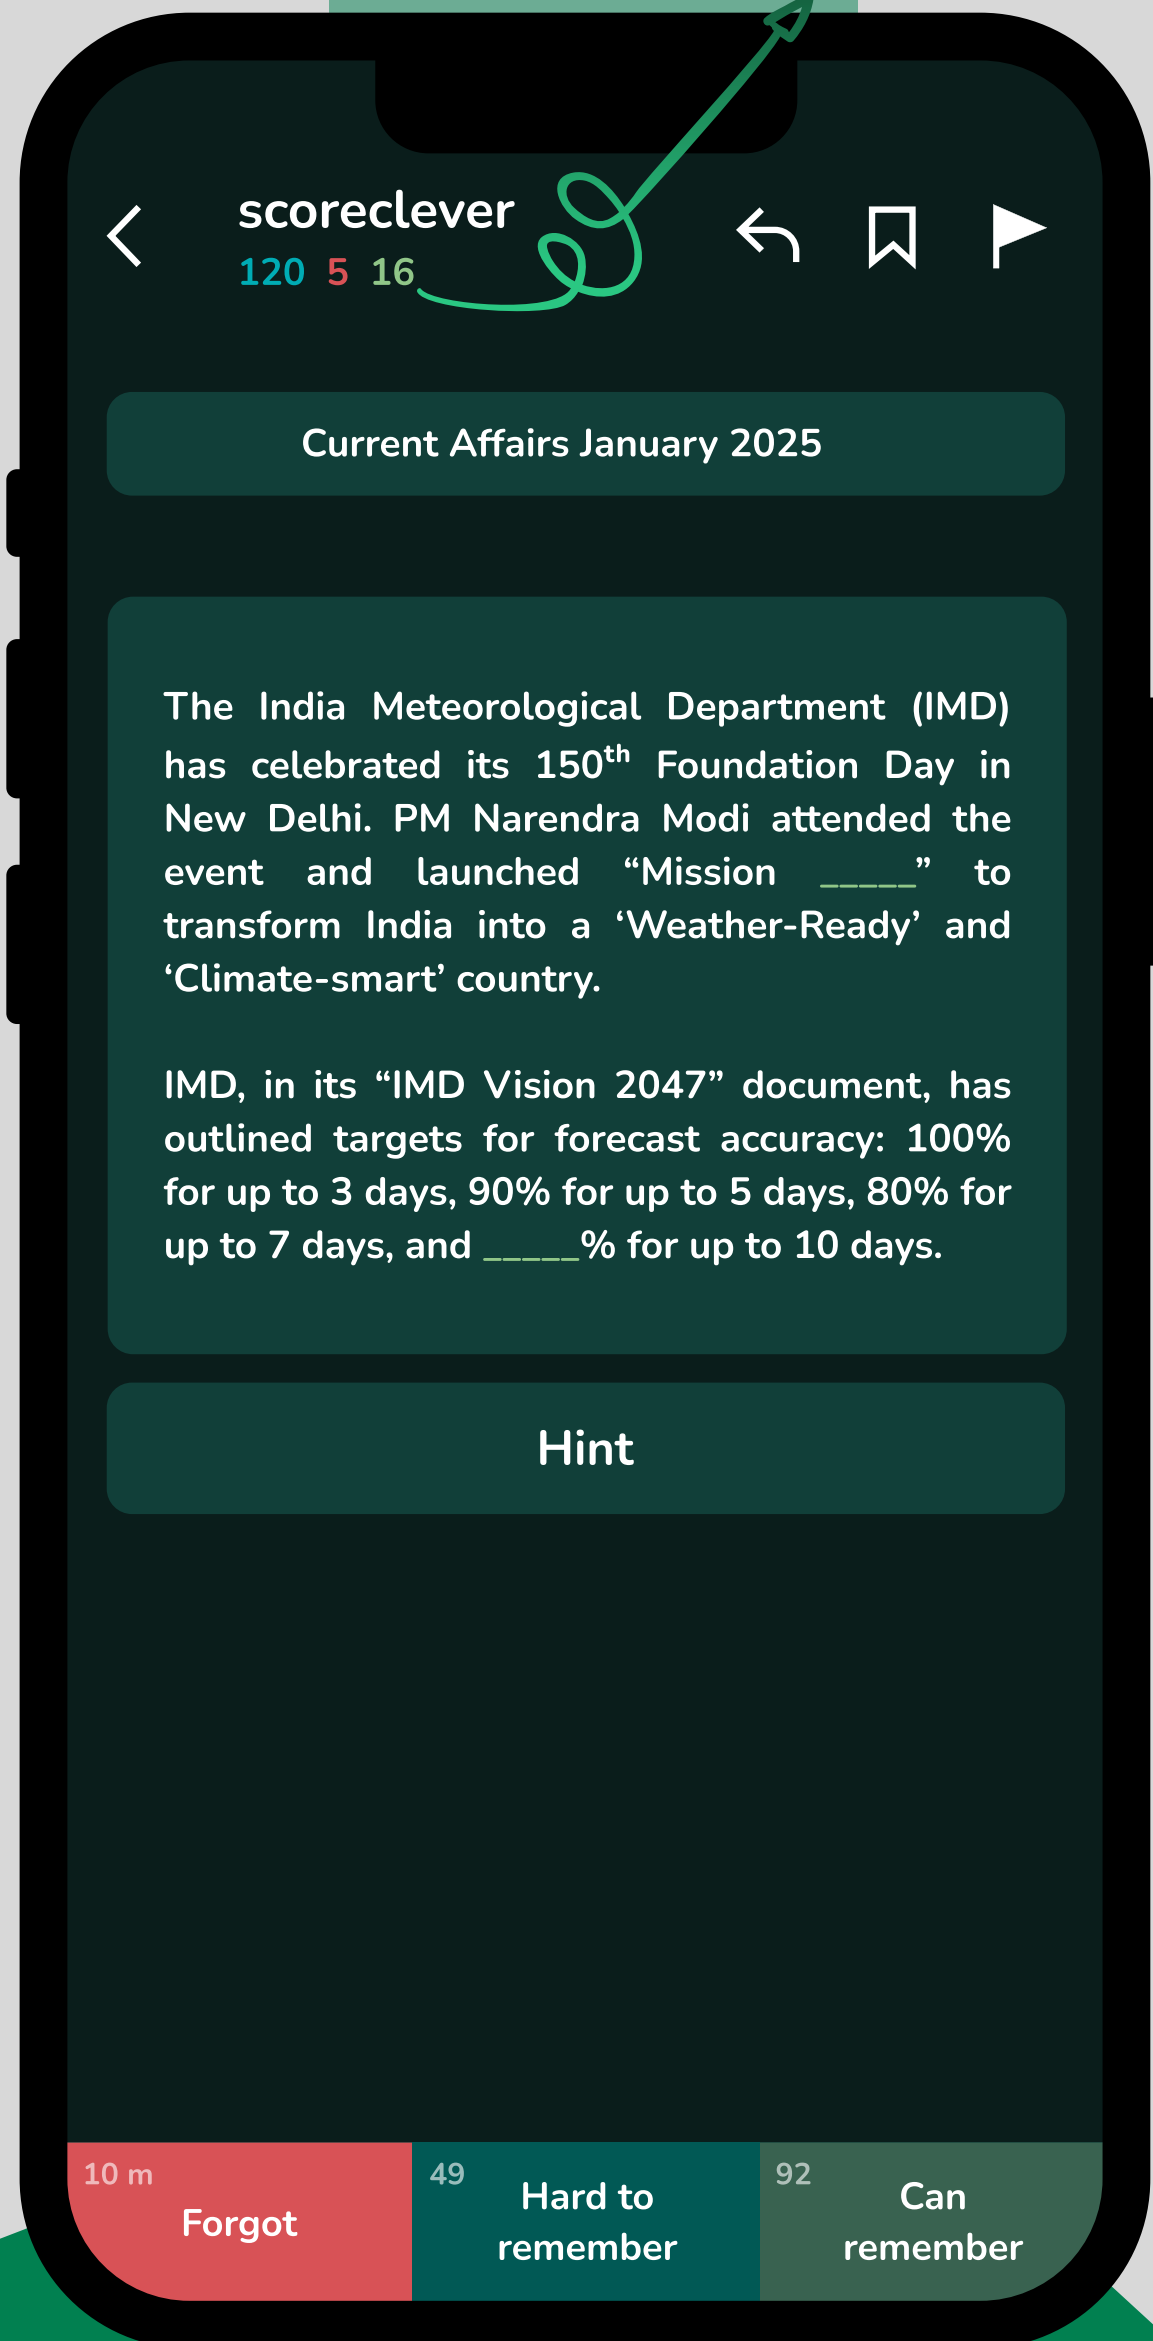 scoreclever
120 5 16
Current Affairs January 2025
The India Meteorological Department (IMD)
has celebrated its 150th Foundation Day in
New Delhi. PM Narendra Modi attended the
event and launched “Mission _____” to
transform India into a ‘Weather-Ready’ and
‘Climate-smart’ country.
IMD, in its “IMD Vision 2047” document, has
outlined targets for forecast accuracy: 100%
for up to 3 days, 90% for up to 5 days, 80% for
up to 7 days, and _____% for up to 10 days.
Hint
10 m
Forgot
49
Hard to
remember
92
Can
remember